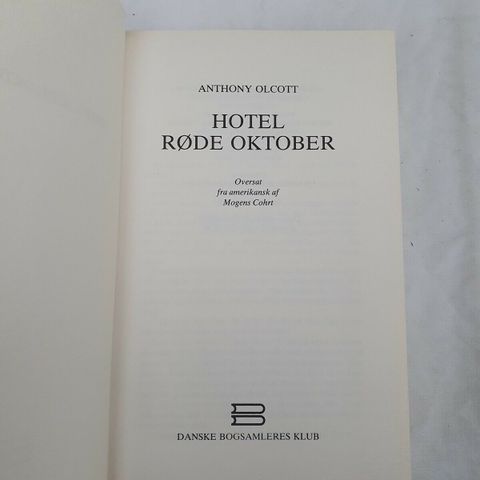 ANTHONY OLCOTT
HOTEL
RØDE OKTOBER
Oversat
fra amerikansk af
Mogens Cohrt
DANSKE BOGSAMLERES KLUB